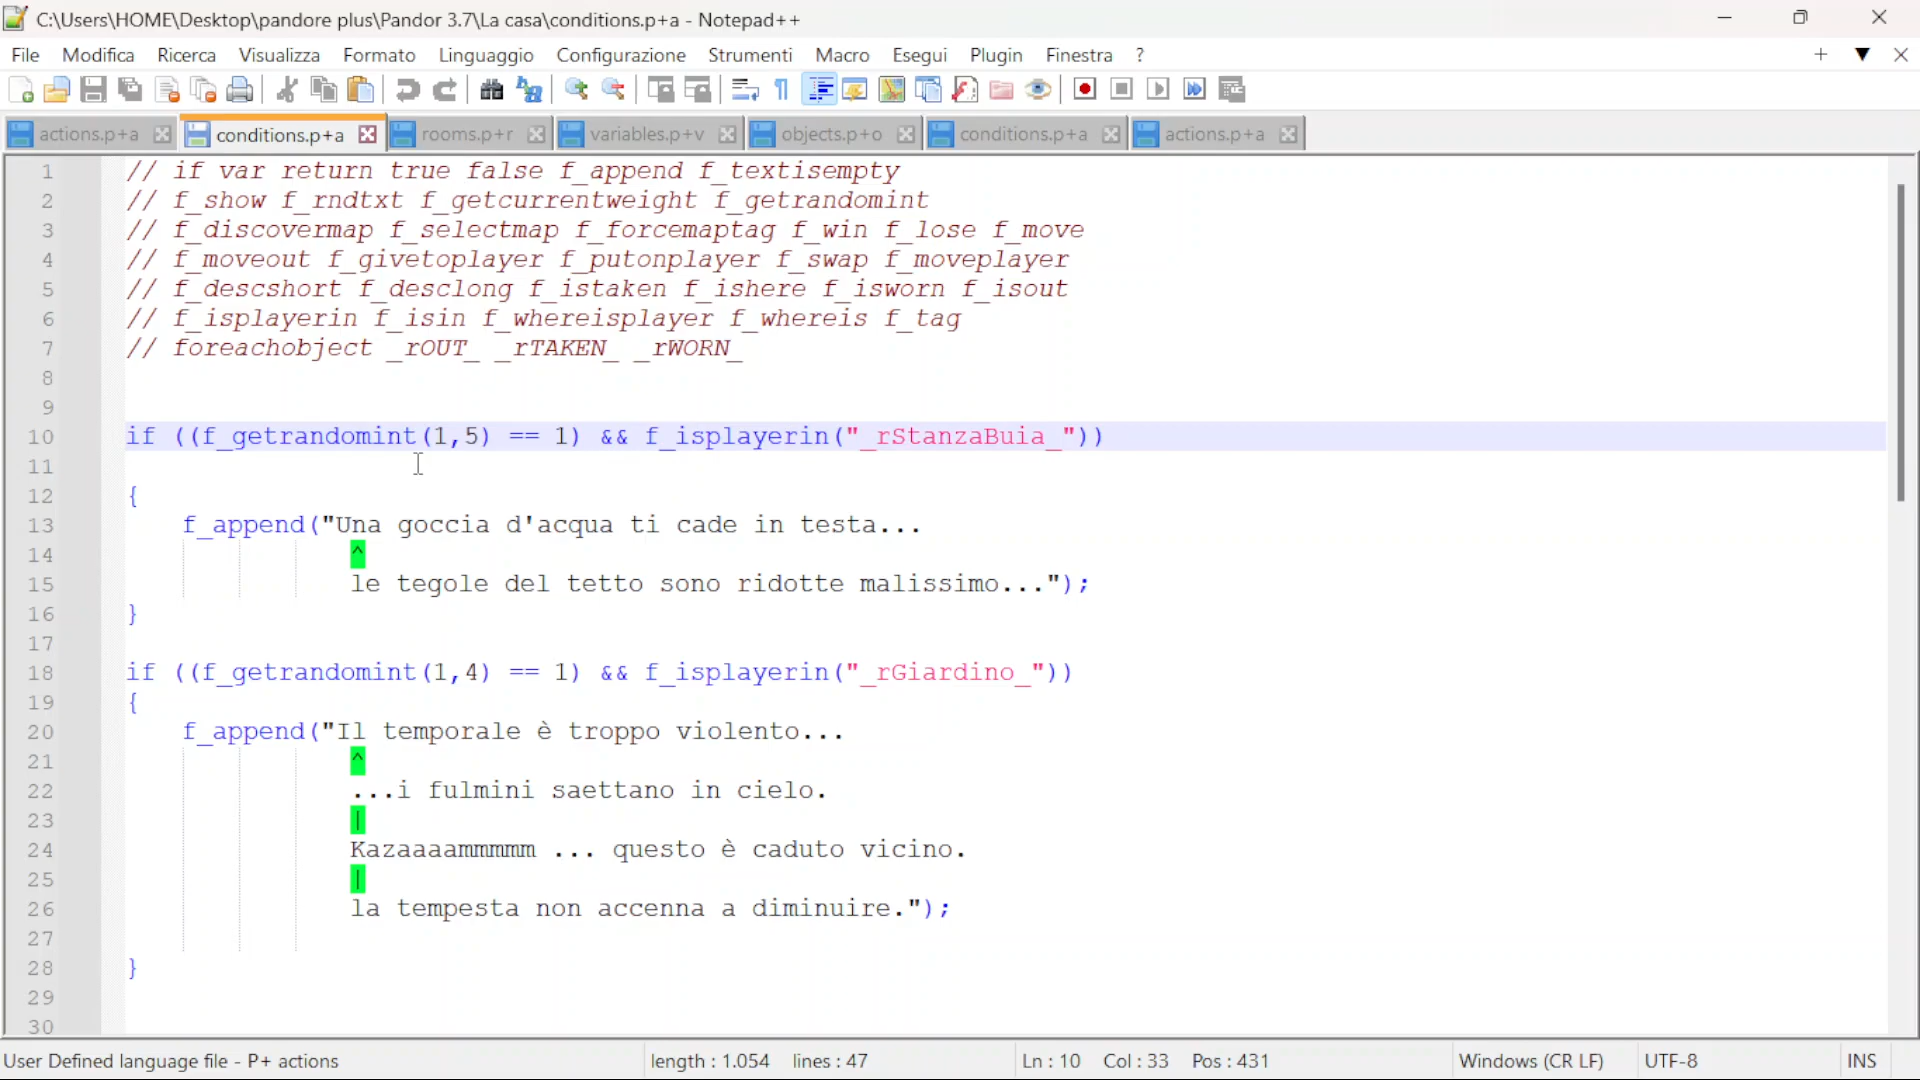 C:\Users\HOME\Desktop\pandore plus\Pandor 3.7\La casa\conditions.p+a - Notepad++
File Modifica Ricerca Visualizza Formato Linguaggio Configurazione Strumenti Macro Esegui Plugin Finestra ?
actions.p+a conditions.p+a rooms.p+r variables.p+v objects.p+o conditions.p+a actions.p+a
1 // if var return true false f_append f_textisempty
2 // f_show f_rndtxt f_getcurrentweight f_getrandomint
3 // f_discovermap f_selectmap f_forcemaptag f_win f_lose f_move
4 // f_moveout f_givetoplayer f_putonplayer f_swap f_moveplayer
5 // f_descshort f_desclong f_istaken f_ishere f_isworn f_isout
6 // f_isplayerin f_isin f_whereisplayer f_whereis f_tag
7 // foreachobject _rOUT_ _rTAKEN_ _rWORN_
8
9
10 if ((f_getrandomint(1,5) == 1) && f_isplayerin("_rStanzaBuia_"))
11
12 {
13 f_append("Una goccia d'acqua ti cade in testa...
14 ^
15 le tegole del tetto sono ridotte malissimo...");
16 }
17
18 if ((f_getrandomint(1,4) == 1) && f_isplayerin("_rGiardino_"))
19 {
20 f_append("Il temporale è troppo violento...
21 ^
22 ...i fulmini saettano in cielo.
23 |
24 Kazaaaammmmm ... questo è caduto vicino.
25 |
26 la tempesta non accenna a diminuire.");
27
28 }
29
30
User Defined language file - P+ actions length : 1.054 lines : 47 Ln : 10 Col : 33 Pos : 431 Windows (CR LF) UTF-8 INS